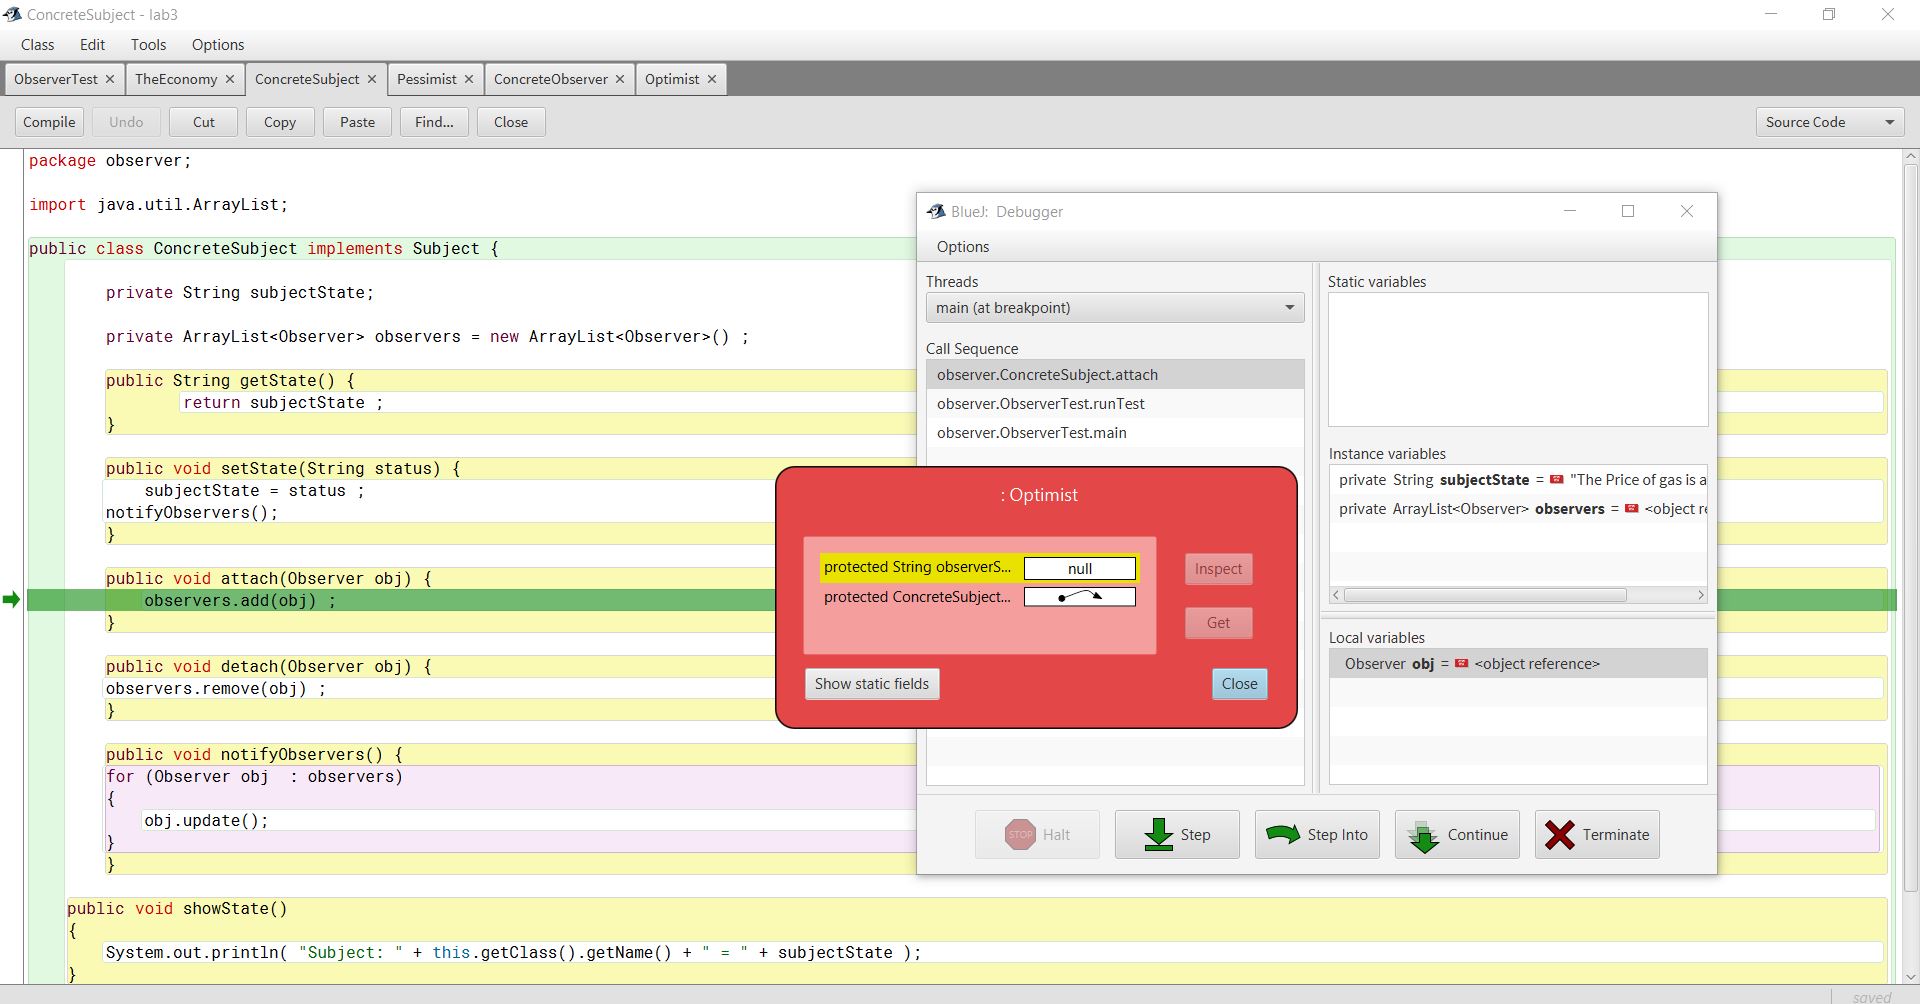 ConcreteSubject - lab3
Class Edit Tools Options
ObserverTest × TheEconomy × ConcreteSubject × Pessimist × ConcreteObserver × Optimist ×
Compile Undo Cut Copy Paste Find... Close Source Code
package observer;
import java.util.ArrayList;
public class ConcreteSubject implements Subject {
private String subjectState;
private ArrayList<Observer> observers = new ArrayList<Observer>() ;
public String getState() {
return subjectState ;
}
public void setState(String status) {
subjectState = status ;
notifyObservers();
}
public void attach(Observer obj) {
observers.add(obj) ;
}
public void detach(Observer obj) {
observers.remove(obj) ;
}
public void notifyObservers() {
for (Observer obj  : observers)
{
obj.update();
}
}
public void showState()
{
System.out.println( "Subject: " + this.getClass().getName() + " = " + subjectState );
}
saved
BlueJ: Debugger
Options
Threads
main (at breakpoint)
Call Sequence
observer.ConcreteSubject.attach
observer.ObserverTest.runTest
observer.ObserverTest.main
Static variables
Instance variables
private String subjectState = "The Price of gas is a
private ArrayList<Observer> observers = <object re
Local variables
Observer obj = <object reference>
STOP Halt Step Step Into Continue Terminate
: Optimist
protected String observerS... null
protected ConcreteSubject...
Inspect
Get
Show static fields
Close